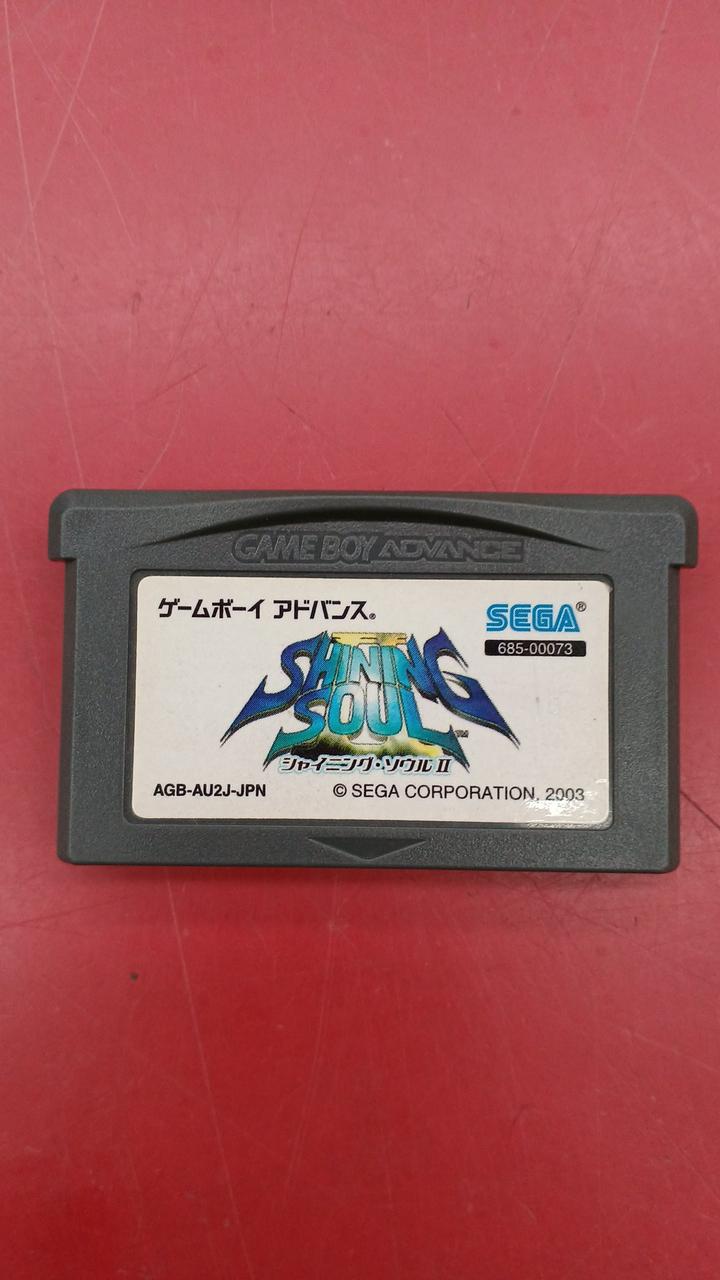 GAME BOY ADVANCE
ゲームボーイ アドバンス®
SEGA®
685-00073
SHINING
SOUL™
シャイニング・ソウルⅡ
AGB-AU2J-JPN
© SEGA CORPORATION, 2003